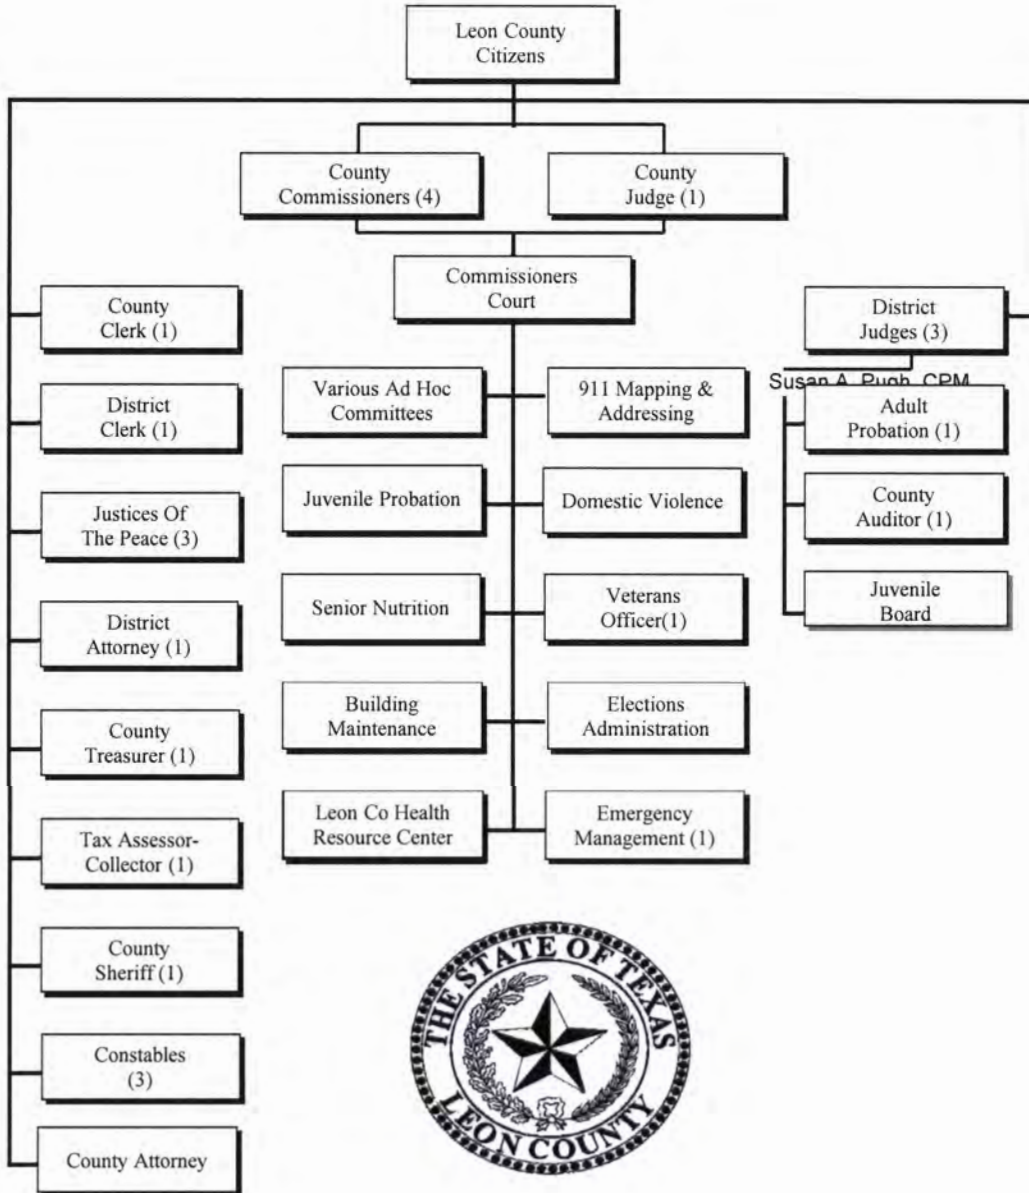 Leon County
Citizens
County
Commissioners (4)
County
Judge (1)
Commissioners
Court
County
Clerk (1)
District
Clerk (1)
Justices Of
The Peace (3)
District
Attorney (1)
County
Treasurer (1)
Tax Assessor-
Collector (1)
County
Sheriff (1)
Constables
(3)
County Attorney
Various Ad Hoc
Committees
911 Mapping &
Addressing
Juvenile Probation
Domestic Violence
Senior Nutrition
Veterans
Officer(1)
Building
Maintenance
Elections
Administration
Leon Co Health
Resource Center
Emergency
Management (1)
District
Judges (3)
Susan A. Pugh, CPM
Adult
Probation (1)
County
Auditor (1)
Juvenile
Board
THE STATE OF TEXAS
LEON COUNTY